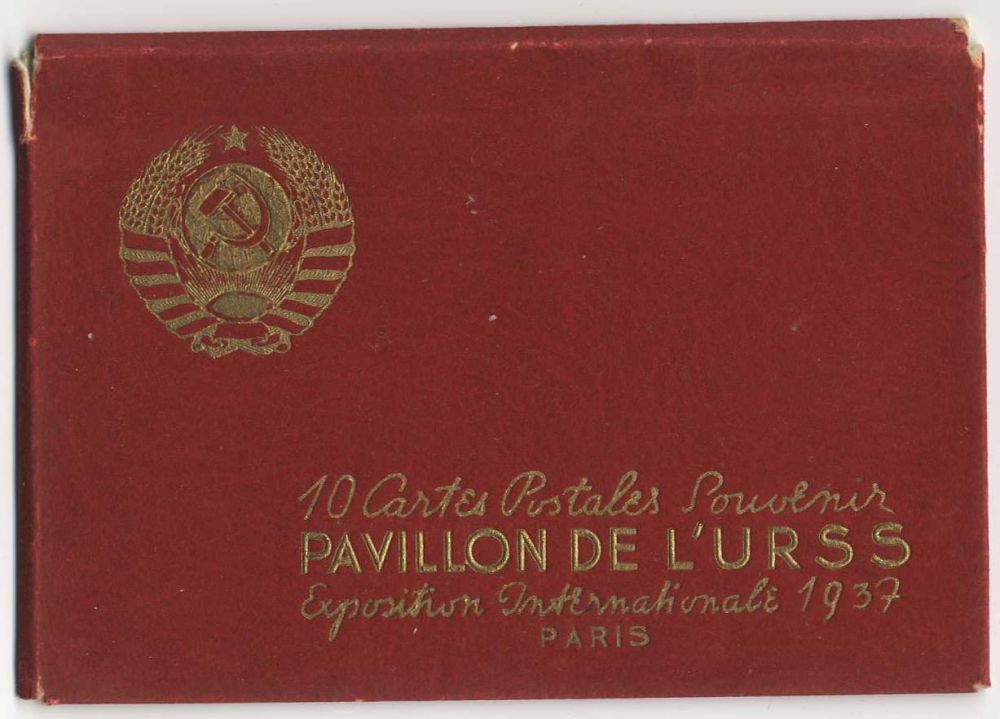 10 Cartes Postales Souvenir
PAVILLON DE L'URSS
Exposition Internationale 1937
PARIS